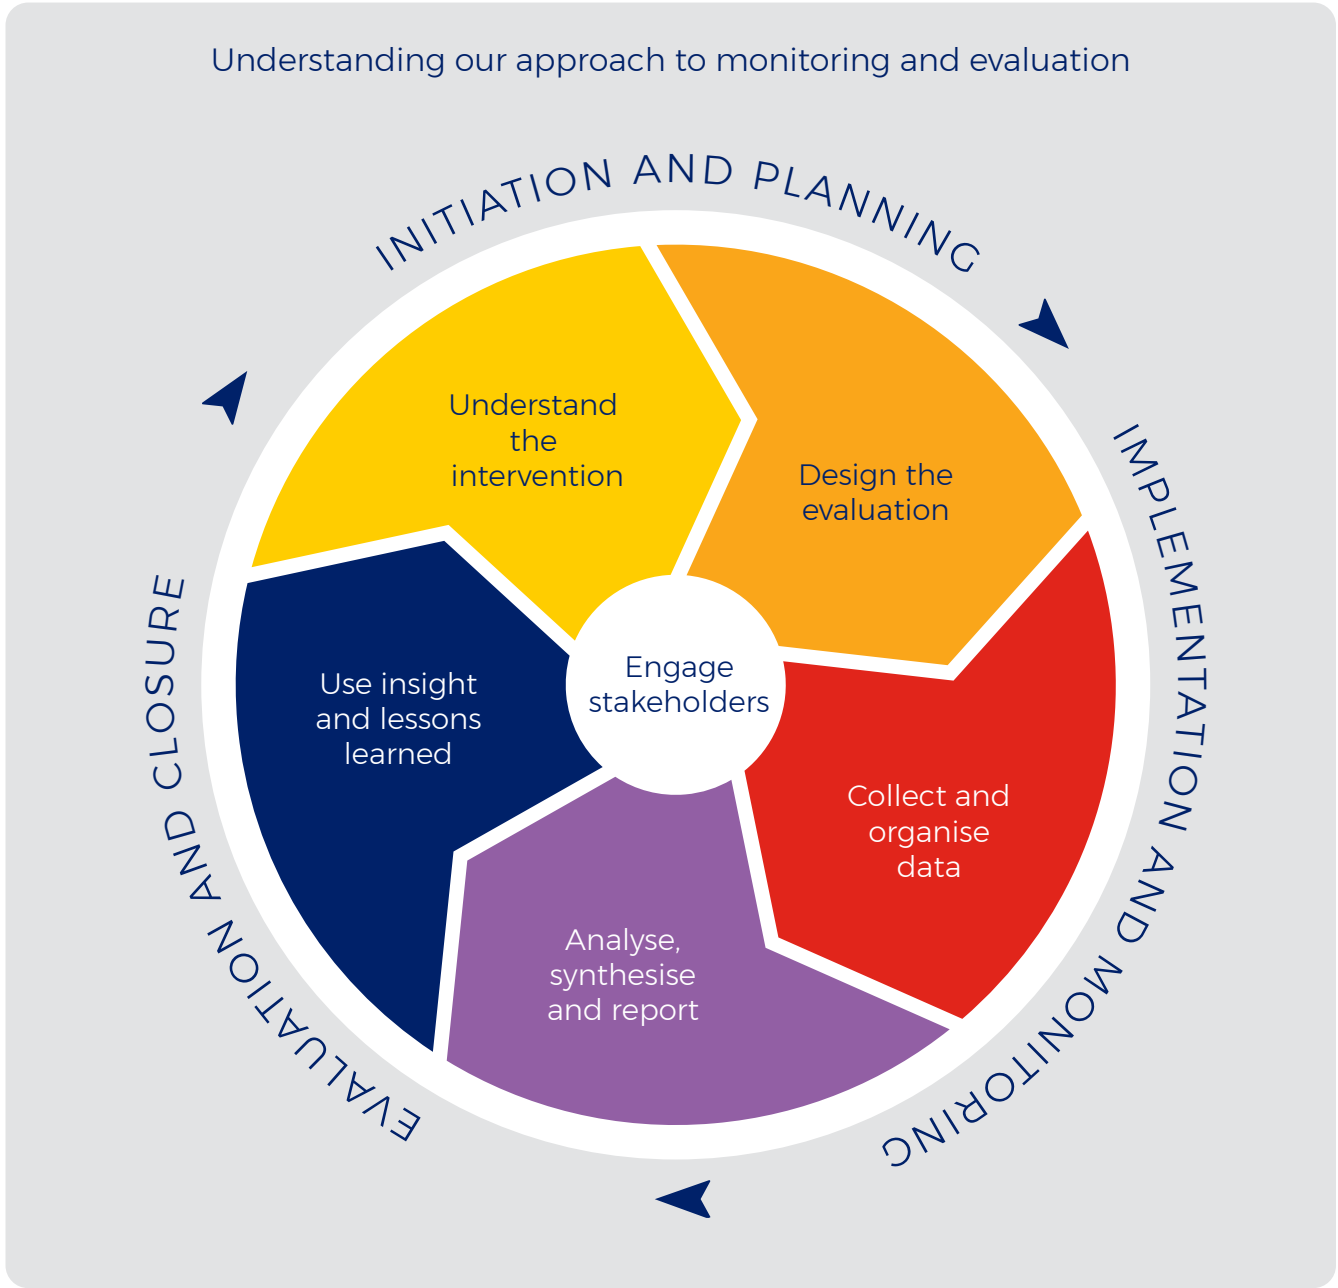 Understanding our approach to monitoring and evaluation
INITIATION AND PLANNING
IMPLEMENTATION AND MONITORING
EVALUATION AND CLOSURE
Understand
the
intervention
Design the
evaluation
Collect and
organise
data
Analyse,
synthesise
and report
Use insight
and lessons
learned
Engage
stakeholders